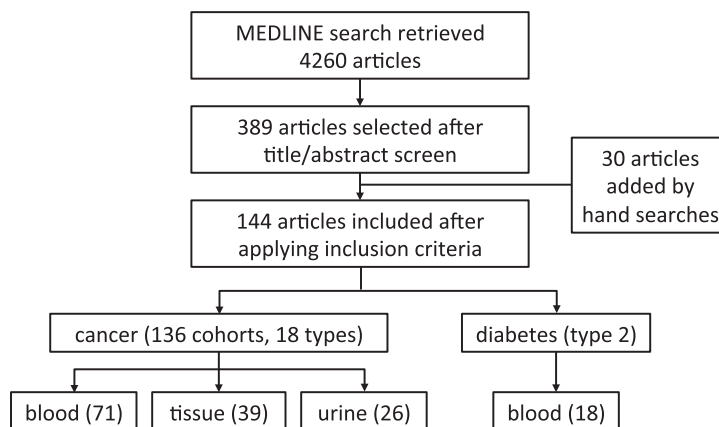 MEDLINE search retrieved
4260 articles
389 articles selected after
title/abstract screen
30 articles
added by
hand searches
144 articles included after
applying inclusion criteria
cancer (136 cohorts, 18 types)
diabetes (type 2)
blood (71)
tissue (39)
urine (26)
blood (18)